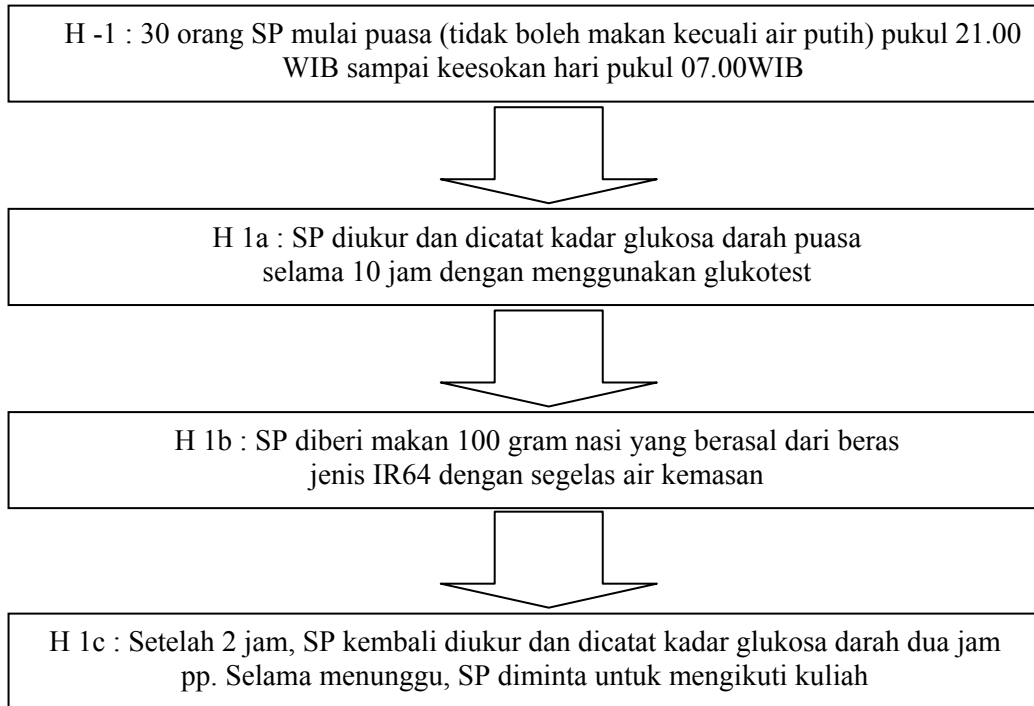 H -1 : 30 orang SP mulai puasa (tidak boleh makan kecuali air putih) pukul 21.00
WIB sampai keesokan hari pukul 07.00WIB
H 1a : SP diukur dan dicatat kadar glukosa darah puasa
selama 10 jam dengan menggunakan glukotest
H 1b : SP diberi makan 100 gram nasi yang berasal dari beras
jenis IR64 dengan segelas air kemasan
H 1c : Setelah 2 jam, SP kembali diukur dan dicatat kadar glukosa darah dua jam
pp. Selama menunggu, SP diminta untuk mengikuti kuliah